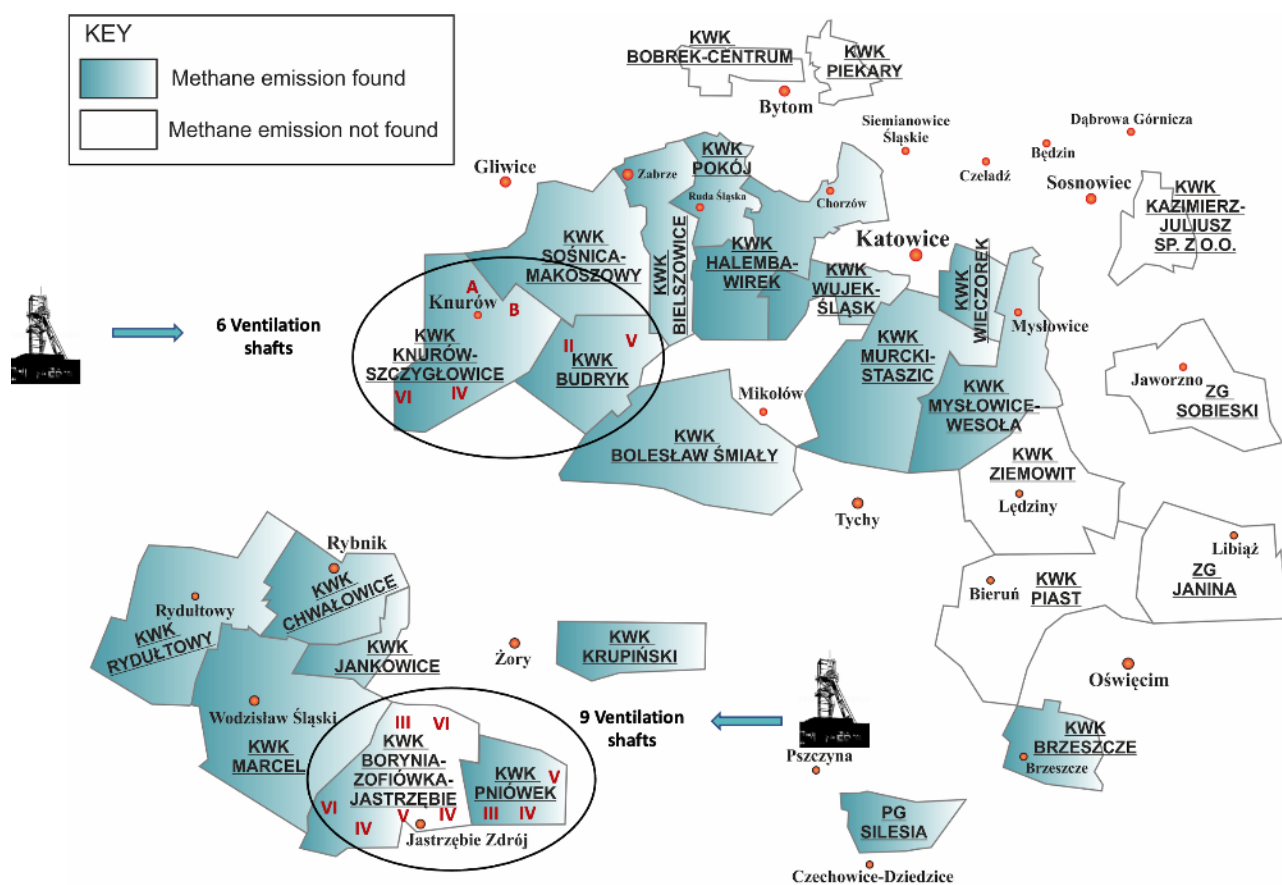 KEY
Methane emission found
Methane emission not found
KWK
BOBREK-CENTRUM
KWK
PIEKARY
Bytom
Siemianowice
Śląskie
Dąbrowa Górnicza
Będzin
Czeladź
Sosnowiec
KWK
KAZIMIERZ-
JULIUSZ
SP. Z O.O.
Gliwice
Zabrze
KWK
POKÓJ
Ruda Śląska
Chorzów
Katowice
KWK
SOŚNICA-
MAKOSZOWY
KWK
BIELSZOWICE
KWK
HALEMBA-
WIREK
KWK
WUJEK-
ŚLĄSK
KWK
WIECZOREK
Mysłowice
6 Ventilation
shafts
A
Knurów
B
KWK
KNURÓW-
SZCZYGŁOWICE
VI
IV
II
V
KWK
BUDRYK
KWK
MURCKI-
STASZIC
KWK
MYSŁOWICE-
WESOŁA
Jaworzno
ZG
SOBIESKI
Mikołów
KWK
BOLESŁAW ŚMIAŁY
KWK
ZIEMOWIT
Lędziny
Tychy
Libiąż
ZG
JANINA
Bieruń
KWK
PIAST
Oświęcim
Rybnik
KWK
CHWAŁOWICE
Rydułtowy
KWK
RYDUŁTOWY
KWK
JANKOWICE
Żory
KWK
KRUPIŃSKI
Wodzisław Śląski
KWK
MARCEL
9 Ventilation
shafts
III
VI
KWK
BORYNIA-
ZOFIÓWKA-
JASTRZĘBIE
VI
IV
V
IV
KWK
PNIÓWEK
V
III
IV
Jastrzębie Zdrój
Pszczyna
KWK
BRZESZCZE
Brzeszcze
PG
SILESIA
Czechowice-Dziedzice